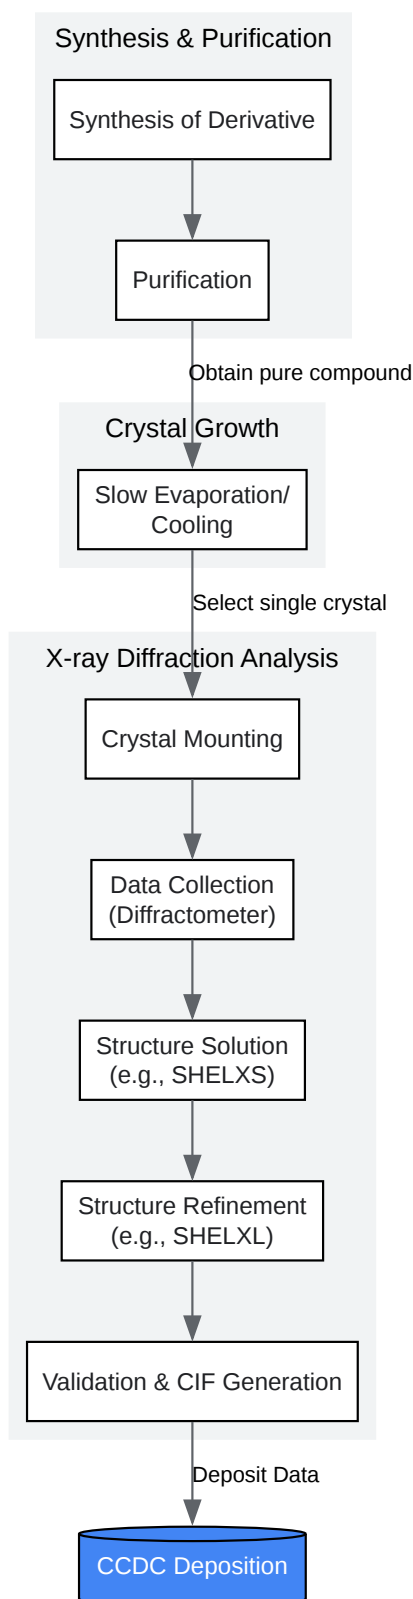 Synthesis & Purification
Synthesis of Derivative
Purification
Obtain pure compound
Crystal Growth
Slow Evaporation/
Cooling
Select single crystal
X-ray Diffraction Analysis
Crystal Mounting
Data Collection
(Diffractometer)
Structure Solution
(e.g., SHELXS)
Structure Refinement
(e.g., SHELXL)
Validation & CIF Generation
Deposit Data
CCDC Deposition